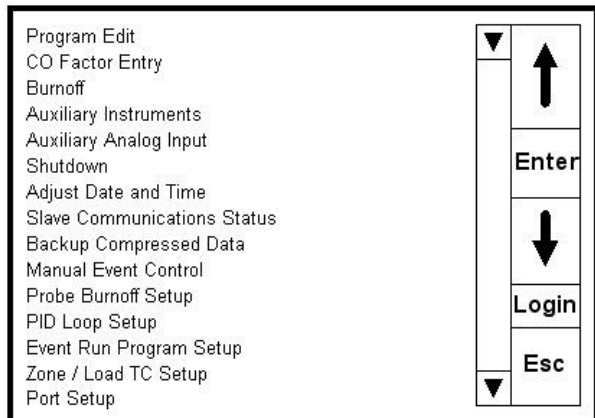 Program Edit
CO Factor Entry
Burnoff
Auxiliary Instruments
Auxiliary Analog Input
Shutdown
Adjust Date and Time
Slave Communications Status
Backup Compressed Data
Manual Event Control
Probe Burnoff Setup
PID Loop Setup
Event Run Program Setup
Zone / Load TC Setup
Port Setup
Enter
Login
Esc